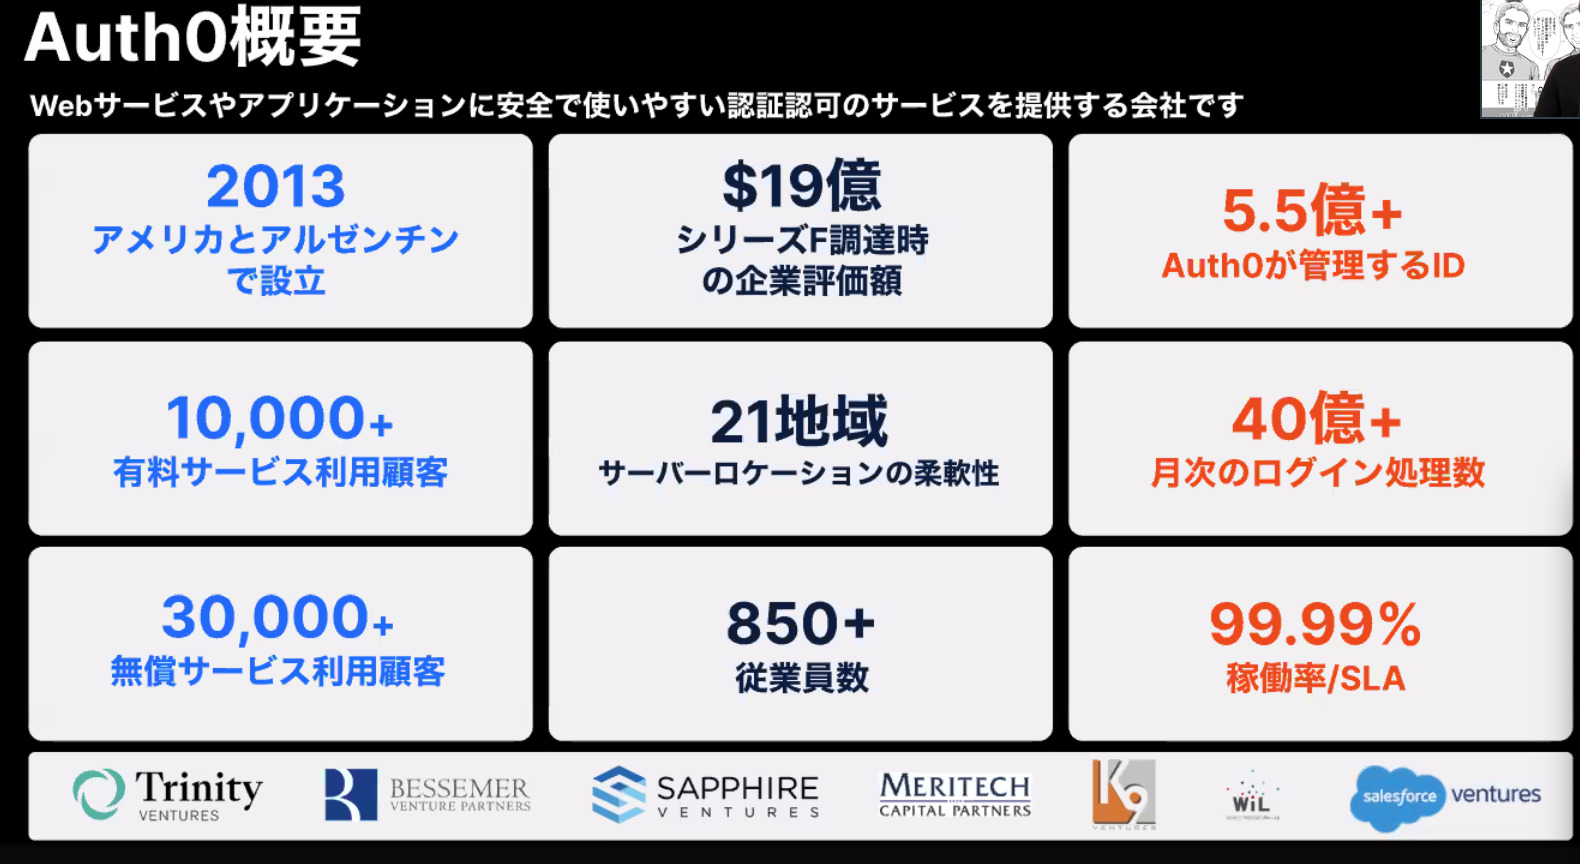 Auth0概要
Webサービスやアプリケーションに安全で使いやすい認証認可のサービスを提供する会社です
2013
アメリカとアルゼンチン
で設立
$19億
シリーズF調達時
の企業評価額
5.5億+
Auth0が管理するID
10,000+
有料サービス利用顧客
21地域
サーバーロケーションの柔軟性
40億+
月次のログイン処理数
30,000+
無償サービス利用顧客
850+
従業員数
99.99%
稼働率/SLA
Trinity
VENTURES
BESSEMER
VENTURE PARTNERS
SAPPHIRE
VENTURES
MERITECH
CAPITAL PARTNERS
K9
VENTURES
WiL
salesforce ventures